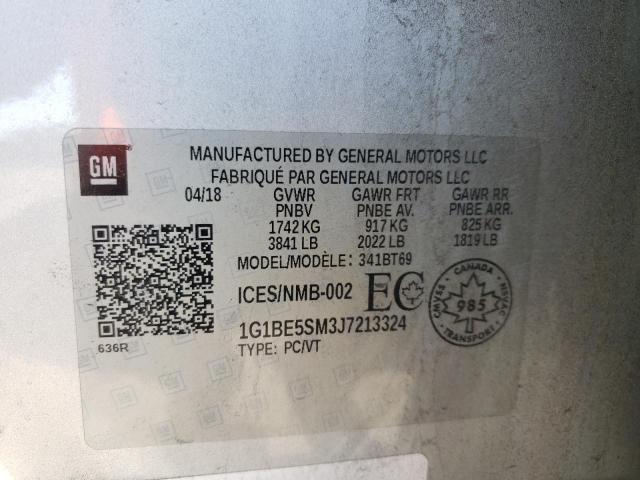 GM
MANUFACTURED BY GENERAL MOTORS LLC
FABRIQUÉ PAR GENERAL MOTORS LLC
04/18 GVWR GAWR FRT GAWR RR
PNBV PNBE AV. PNBE ARR.
1742 KG 917 KG 825 KG
3841 LB 2022 LB 1819 LB
MODEL/MODÈLE: 341BT69
ICES/NMB-002 EC
CANADA
CMVSS 985 NSVAC
1G1BE5SM3J7213324
636R TYPE: PC/VT